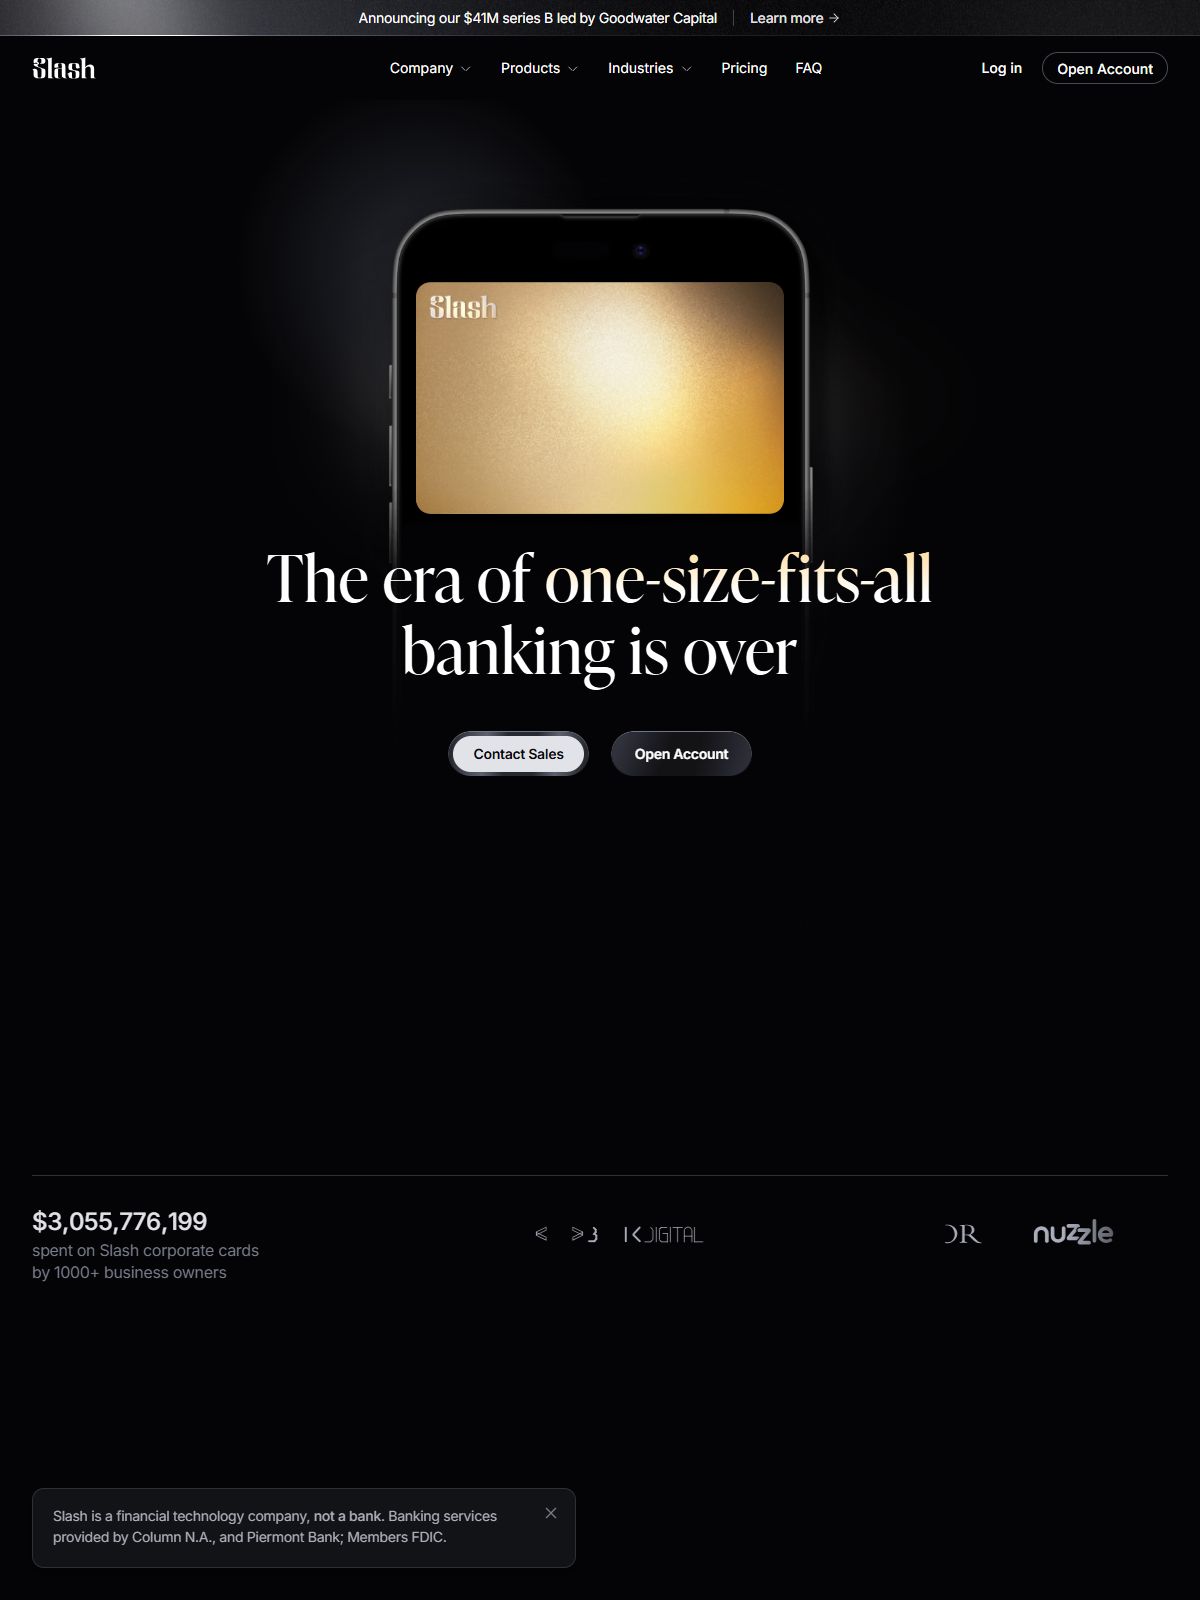 Announcing our $41M series B led by Goodwater Capital
Learn more →
Slash
Company
Products
Industries
Pricing
FAQ
Log in
Open Account
Slash
The era of one-size-fits-all
banking is over
Contact Sales
Open Account
$3,055,776,199
spent on Slash corporate cards
by 1000+ business owners
DIGITAL
nuzzle
Slash is a financial technology company, not a bank. Banking services
provided by Column N.A., and Piermont Bank; Members FDIC.